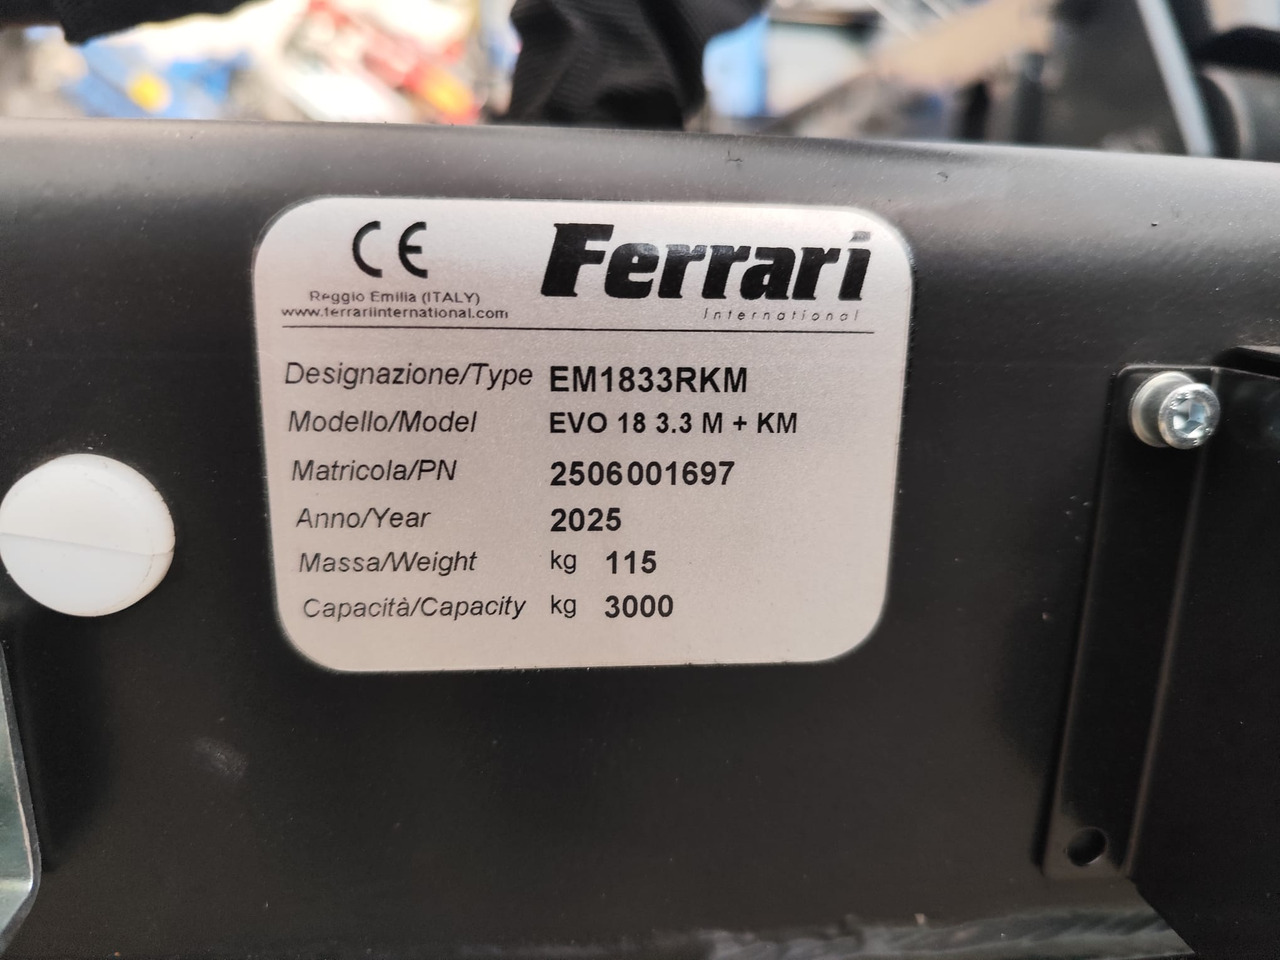 CE
Ferrari
International
Reggio Emilia (ITALY)
www.ferrariinternational.com
Designazione/Type EM1833RKM
Modello/Model EVO 18 3.3 M + KM
Matricola/PN 2506001697
Anno/Year 2025
Massa/Weight kg 115
Capacità/Capacity kg 3000